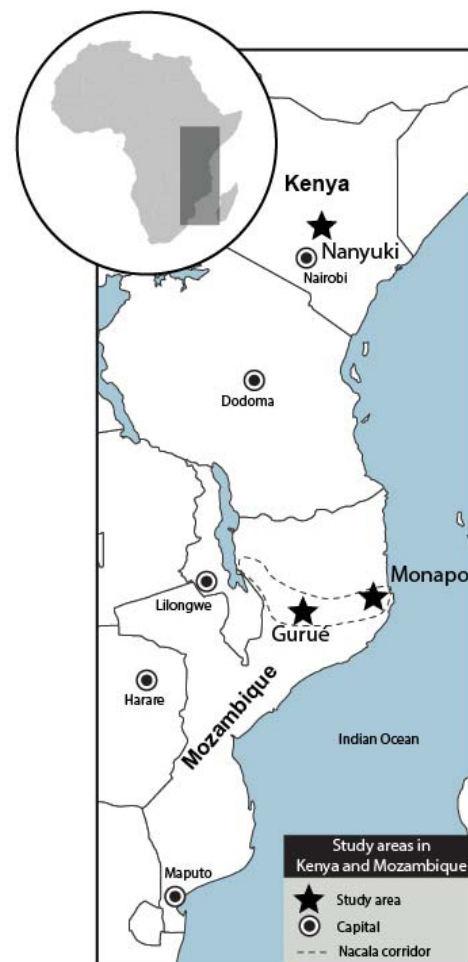 Kenya
Nanyuki
Nairobi
Dodoma
Monapo
Lilongwe
Gurué
Harare
Mozambique
Indian Ocean
Maputo
Study areas in
Kenya and Mozambique
Study area
Capital
Nacala corridor